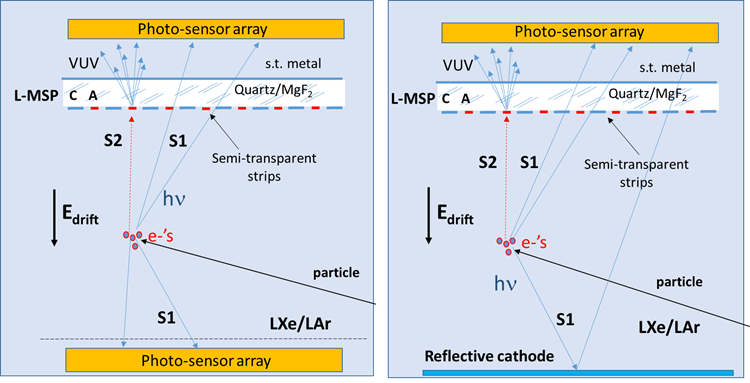 Photo-sensor array
VUV
s.t. metal
L-MSP
C A
Quartz/MgF2
S2
S1
Semi-transparent
strips
hν
Edrift
e-'s
particle
S1
LXe/LAr
Photo-sensor array
Photo-sensor array
VUV
s.t. metal
L-MSP
C A
Quartz/MgF2
S2
S1
Semi-transparent
strips
Edrift
e-'s
hν
particle
S1
LXe/LAr
Reflective cathode